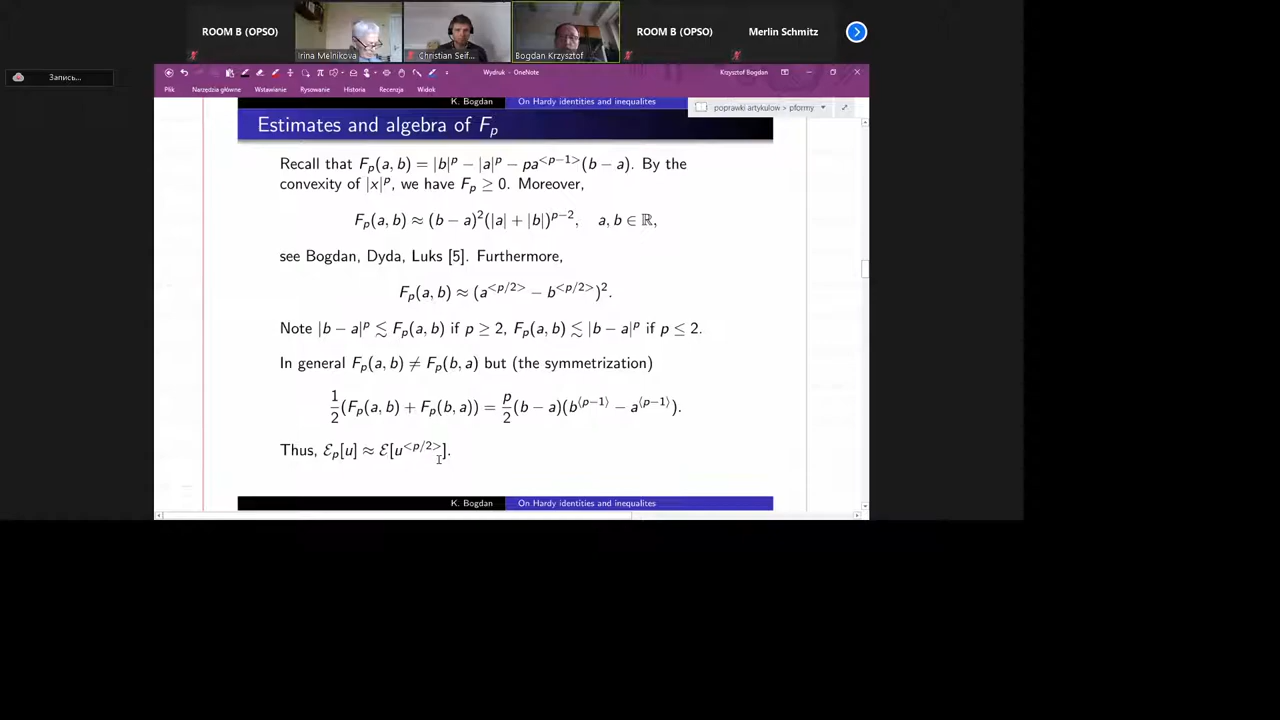 ROOM B (OPSO)
Irina Melnikova
Christian Seif...
Bogdan Krzysztof
ROOM B (OPSO)
Merlin Schmitz
Запись...
Wydruk - OneNote
Krzysztof Bogdan
Plik Narzędzia główne Wstawianie Rysowanie Historia Recenzja Widok
K. Bogdan On Hardy identities and inequalites
poprawki artykulow > pformy
Estimates and algebra of F_p
Recall that F_p(a, b) = |b|^p − |a|^p − pa^{<p−1>}(b − a). By the
convexity of |x|^p, we have F_p ≥ 0. Moreover,
F_p(a, b) ≈ (b − a)^2(|a| + |b|)^{p−2}, a, b ∈ ℝ,
see Bogdan, Dyda, Luks [5]. Furthermore,
F_p(a, b) ≈ (a^{<p/2>} − b^{<p/2>})^2.
Note |b − a|^p ≲ F_p(a, b) if p ≥ 2, F_p(a, b) ≲ |b − a|^p if p ≤ 2.
In general F_p(a, b) ≠ F_p(b, a) but (the symmetrization)
1/2(F_p(a, b) + F_p(b, a)) = p/2(b − a)(b^{⟨p−1⟩} − a^{⟨p−1⟩}).
Thus, ℰ_p[u] ≈ ℰ[u^{<p/2>}].
K. Bogdan On Hardy identities and inequalites